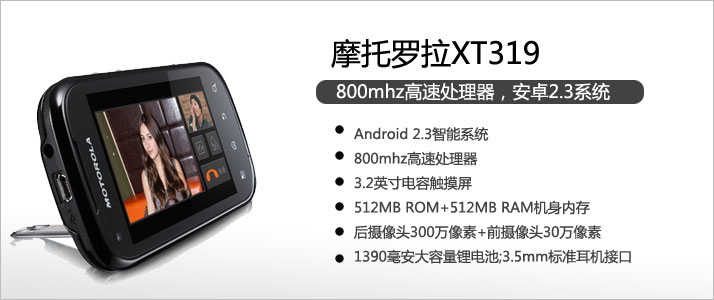 摩托罗拉XT319
800mhz高速处理器，安卓2.3系统
Android 2.3智能系统
800mhz高速处理器
3.2英寸电容触摸屏
512MB ROM+512MB RAM机身内存
后摄像头300万像素+前摄像头30万像素
1390毫安大容量锂电池;3.5mm标准耳机接口
MOTOROLA